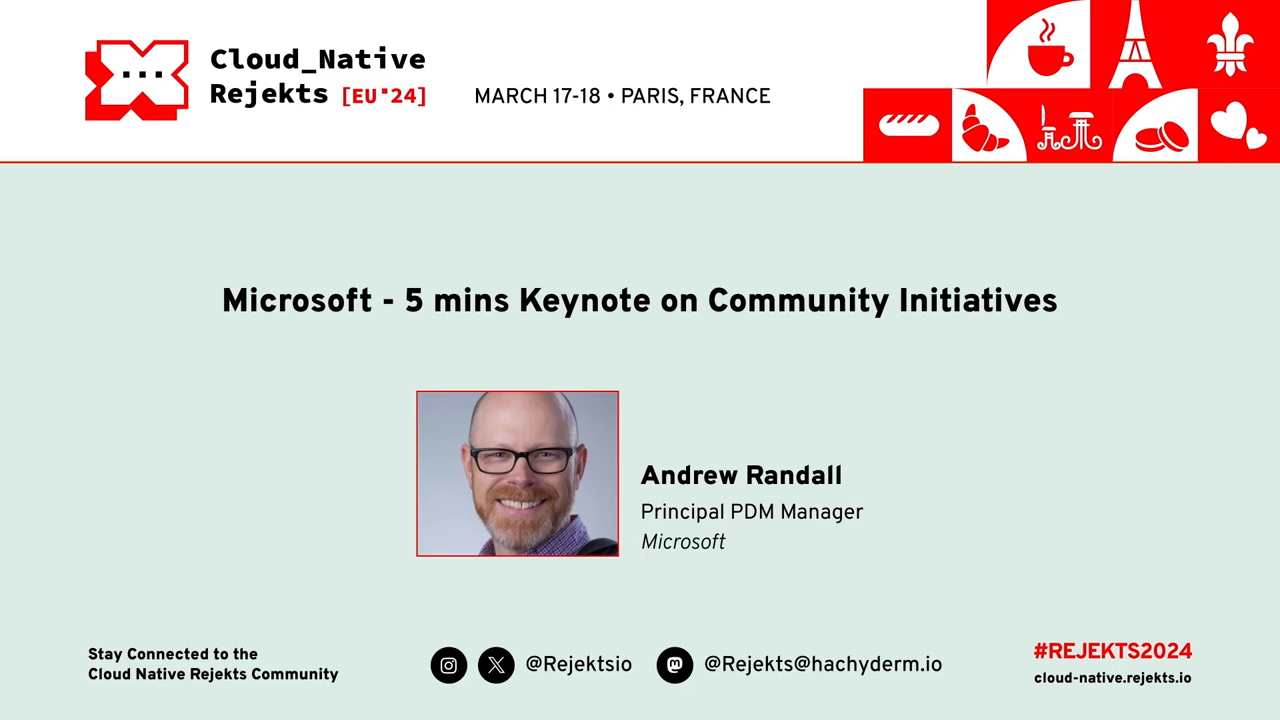 Cloud_Native
Rejekts [EU"24]
MARCH 17-18 • PARIS, FRANCE
Microsoft - 5 mins Keynote on Community Initiatives
Andrew Randall
Principal PDM Manager
Microsoft
Stay Connected to the
Cloud Native Rejekts Community
@Rejektsio
@Rejekts@hachyderm.io
#REJEKTS2024
cloud-native.rejekts.io